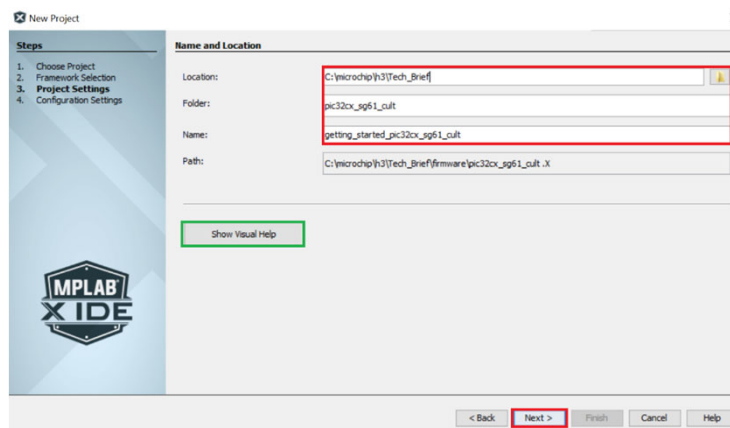 New Project
Steps
1. Choose Project
2. Framework Selection
3. Project Settings
4. Configuration Settings
Name and Location
Location: C:\microchip\h3\Tech_Brief
Folder: pic32cx_sg61_cult
Name: getting_started_pic32cx_sg61_cult
Path: C:\microchip\h3\Tech_Brief\firmware\pic32cx_sg61_cult .X
Show Visual Help
MPLAB
X IDE
< Back Next > Finish Cancel Help